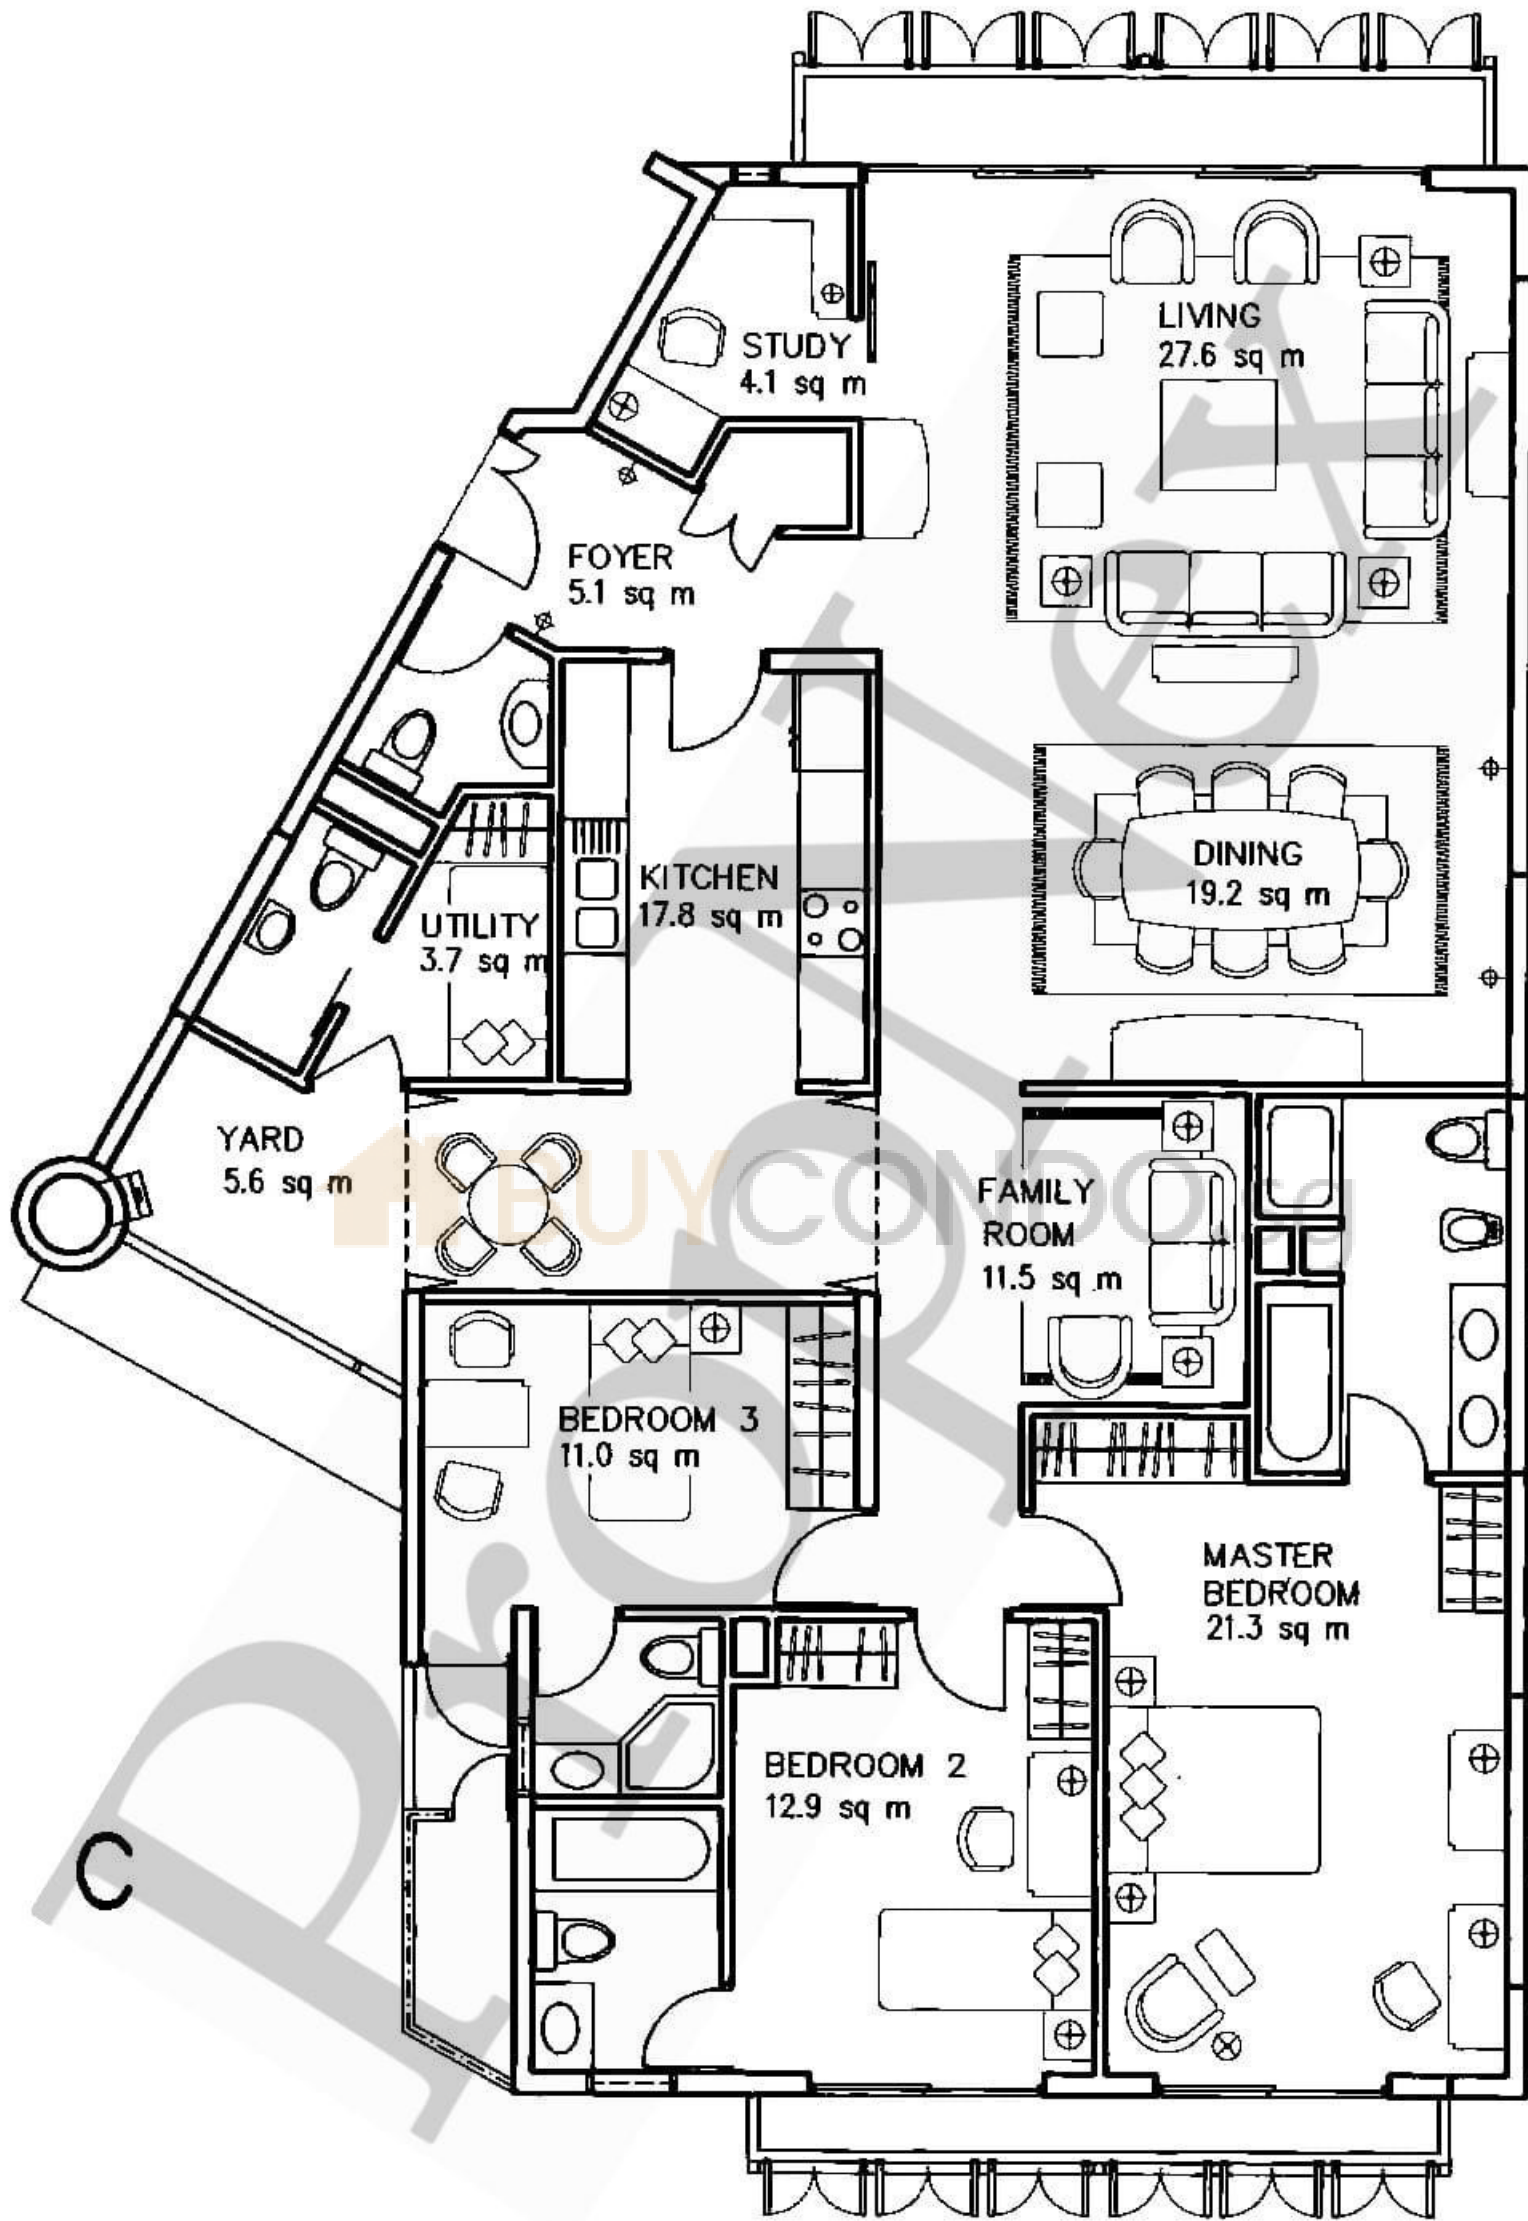 LIVING
27.6 sq m
STUDY
4.1 sq m
FOYER
5.1 sq m
DINING
19.2 sq m
KITCHEN
17.8 sq m
UTILITY
3.7 sq m
YARD
5.6 sq m
BUYCONDO.sg
FAMILY
ROOM
11.5 sq m
BEDROOM 3
11.0 sq m
MASTER
BEDROOM
21.3 sq m
BEDROOM 2
12.9 sq m
C
PropNex